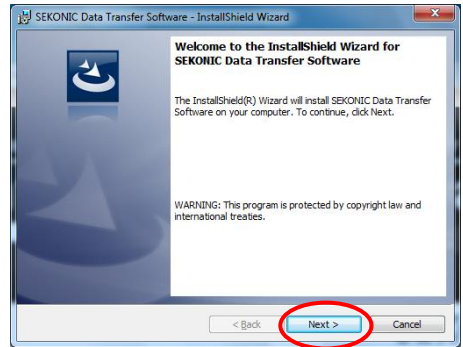 SEKONIC Data Transfer Software - InstallShield Wizard
Welcome to the InstallShield Wizard for
SEKONIC Data Transfer Software
The InstallShield(R) Wizard will install SEKONIC Data Transfer
Software on your computer. To continue, click Next.
WARNING: This program is protected by copyright law and
international treaties.
< Back
Next >
Cancel